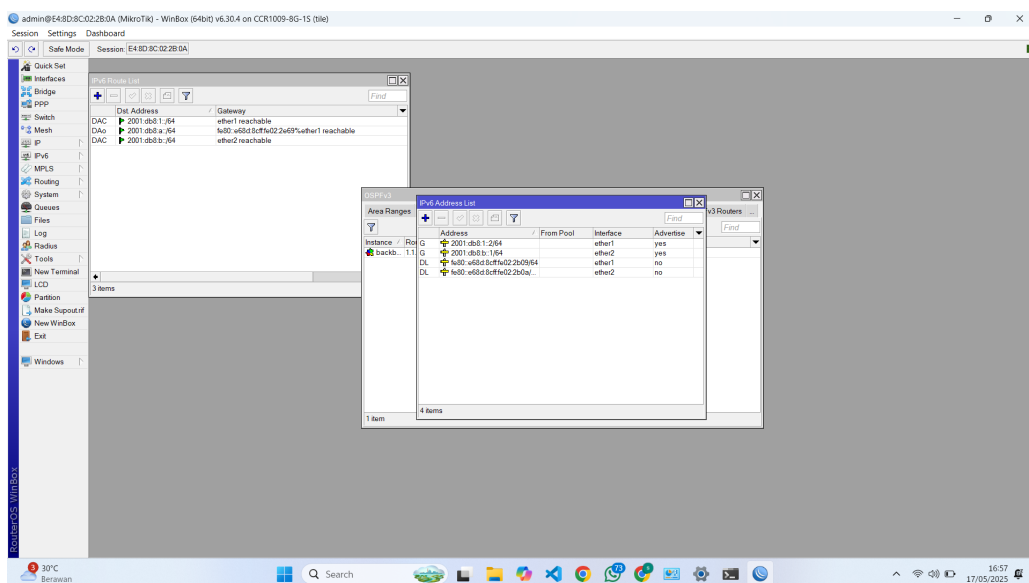 admin@E4:8D:8C:02:2B:0A (MikroTik) - WinBox (64bit) v6.30.4 on CCR1009-8G-1S (tile)
Session Settings Dashboard
Safe Mode Session: E4:8D:8C:02:2B:0A
Quick Set
Interfaces
Bridge
PPP
Switch
Mesh
IP
IPv6
MPLS
Routing
System
Queues
Files
Log
Radius
Tools
New Terminal
LCD
Partition
Make Supout.rif
New WinBox
Exit
Windows
RouterOS WinBox
IPv6 Route List
Find
Dst. Address / Gateway
DAC 2001:db8:1::/64 ether1 reachable
DAo 2001:db8:a::/64 fe80::e68d:8cff:fe02:2e69%ether1 reachable
DAC 2001:db8:b::/64 ether2 reachable
3 items
OSPFv3
Area Ranges v3 Routers ...
Find
Instance / Rou
backb... 1.1.
1 item
IPv6 Address List
Find
Address / From Pool Interface Advertise
G 2001:db8:1::2/64 ether1 yes
G 2001:db8:b::1/64 ether2 yes
DL fe80::e68d:8cff:fe02:2b09/64 ether1 no
DL fe80::e68d:8cff:fe02:2b0a/... ether2 no
4 items
3
30°C
Berawan
Search
73
16:57
17/05/2025